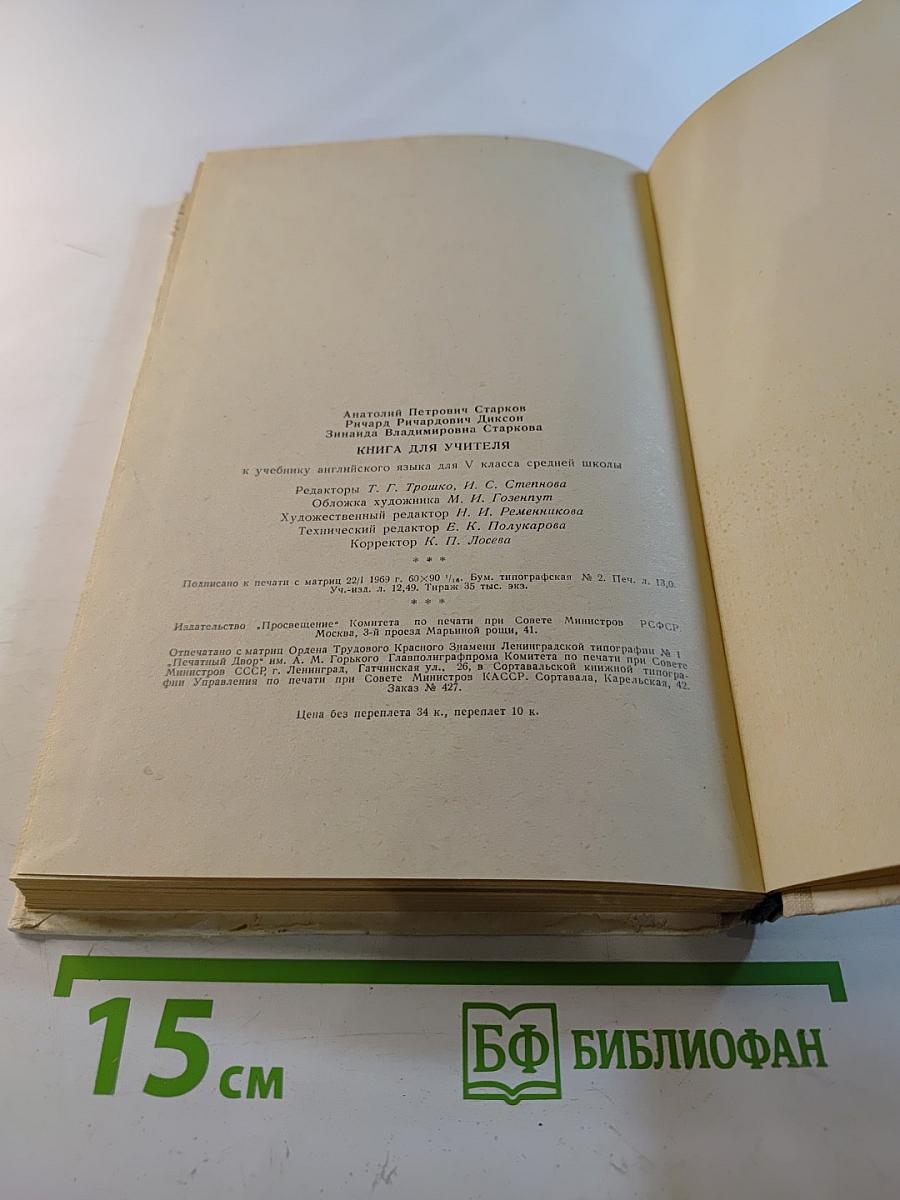 Анатолий Петрович Старков
Ричард Ричардович Диксон
Зинаида Владимировна Старкова
КНИГА ДЛЯ УЧИТЕЛЯ
к учебнику английского языка для V класса средней школы
Редакторы Т. Г. Трошко, И. С. Степнова
Обложка художника М. И. Гозенпут
Художественный редактор Н. И. Ременникова
Технический редактор Е. К. Полукарова
Корректор К. П. Лосева
* * *
Подписано к печати с матриц 22/I 1969 г. 60×90 1/16. Бум. типографская № 2. Печ. л. 13,0.
Уч.-изд. л. 12,49. Тираж 35 тыс. экз.
* * *
Издательство „Просвещение“ Комитета по печати при Совете Министров РСФСР.
Москва, 3-й проезд Марьиной рощи, 41.
Отпечатано с матриц Ордена Трудового Красного Знамени Ленинградской типографии № 1
„Печатный Двор“ им. А. М. Горького Главполиграфпрома Комитета по печати при Совете
Министров СССР, г. Ленинград, Гатчинская ул., 26, в Сортавальской книжной типогра-
фии Управления по печати при Совете Министров КАССР. Сортавала, Карельская, 42.
Заказ № 427.
Цена без переплета 34 к., переплет 10 к.
15 см
БФ БИБЛИОФАН